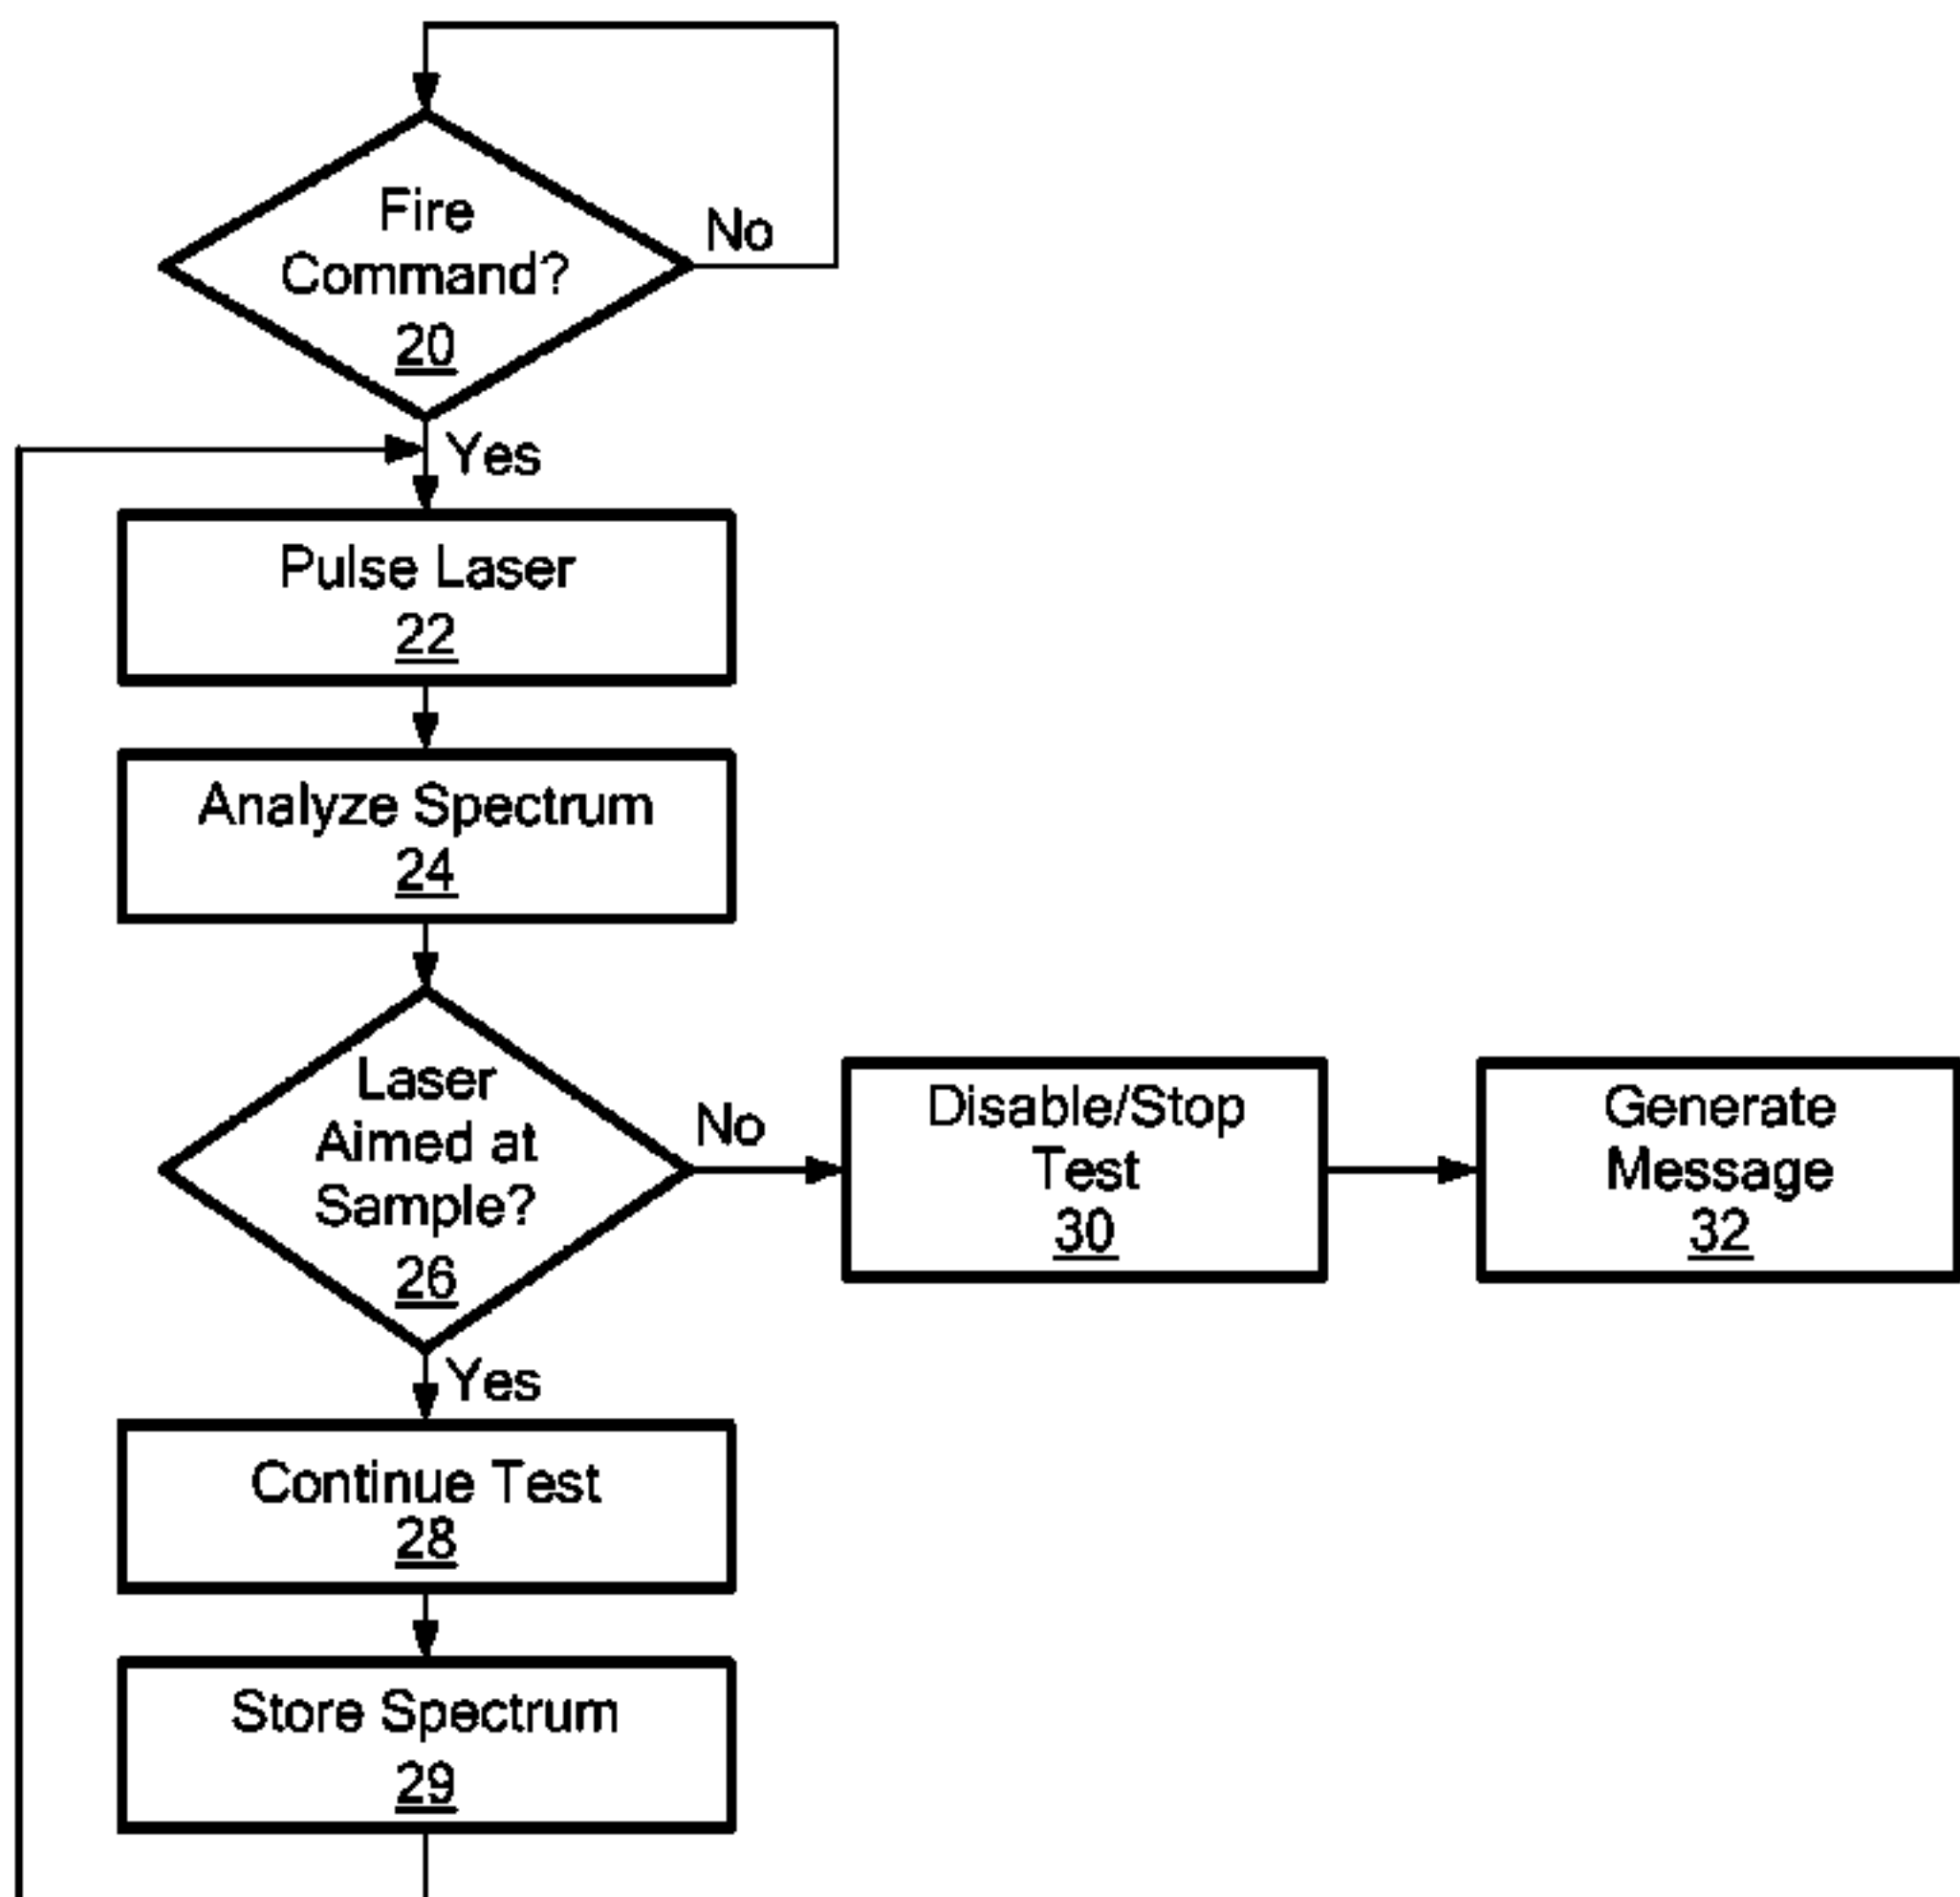 Fire
Command?
20
No
Yes
Pulse Laser
22
Analyze Spectrum
24
Laser
Aimed at
Sample?
26
No
Disable/Stop
Test
30
Generate
Message
32
Yes
Continue Test
28
Store Spectrum
29